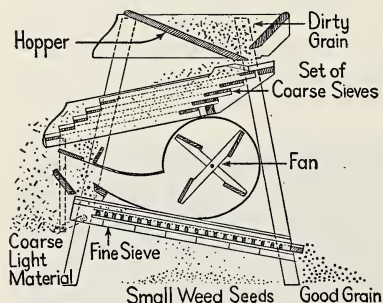 Hopper
Dirty
Grain
Set of
Coarse Sieves
Fan
Coarse
Light
Material
Fine Sieve
Small Weed Seeds
Good Grain